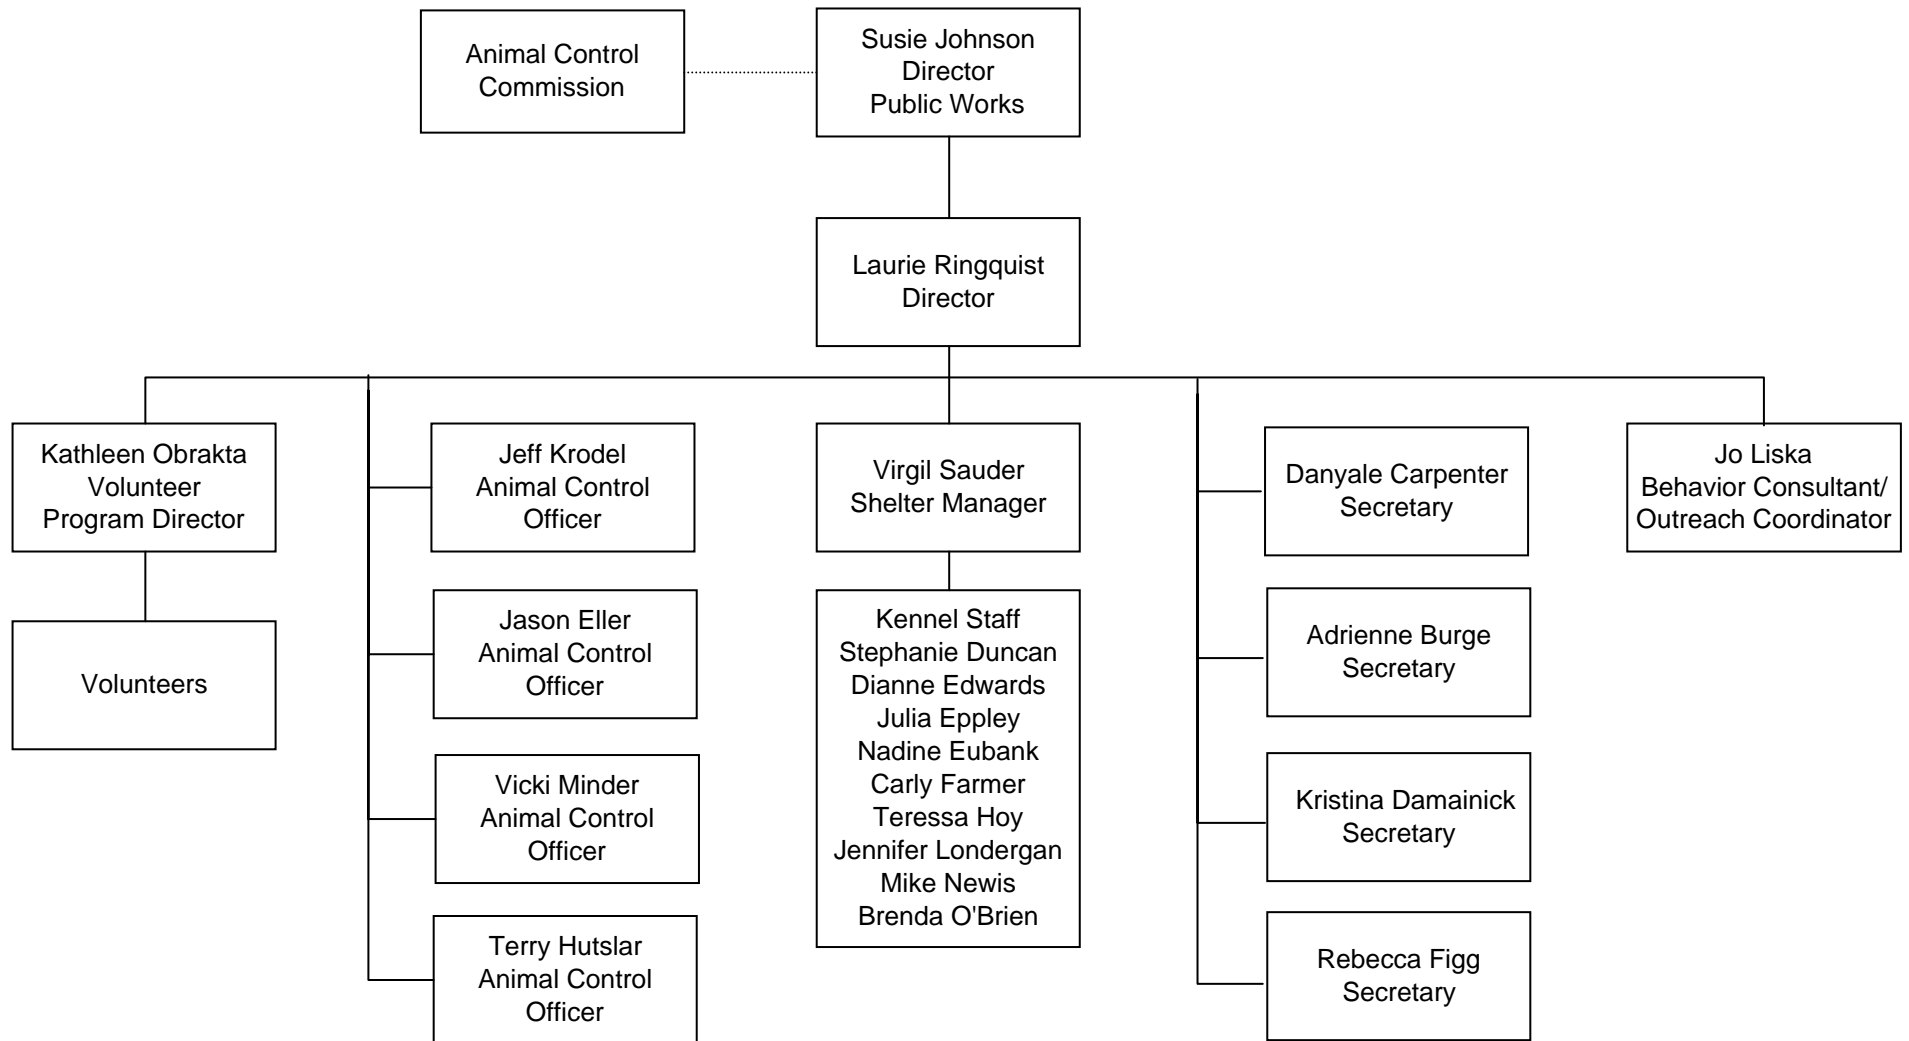 Animal Control
Commission
Susie Johnson
Director
Public Works
Laurie Ringquist
Director
Kathleen Obrakta
Volunteer
Program Director
Volunteers
Jeff Krodel
Animal Control
Officer
Jason Eller
Animal Control
Officer
Vicki Minder
Animal Control
Officer
Terry Hutslar
Animal Control
Officer
Virgil Sauder
Shelter Manager
Kennel Staff
Stephanie Duncan
Dianne Edwards
Julia Eppley
Nadine Eubank
Carly Farmer
Teressa Hoy
Jennifer Londergan
Mike Newis
Brenda O'Brien
Danyale Carpenter
Secretary
Adrienne Burge
Secretary
Kristina Damainick
Secretary
Rebecca Figg
Secretary
Jo Liska
Behavior Consultant/
Outreach Coordinator